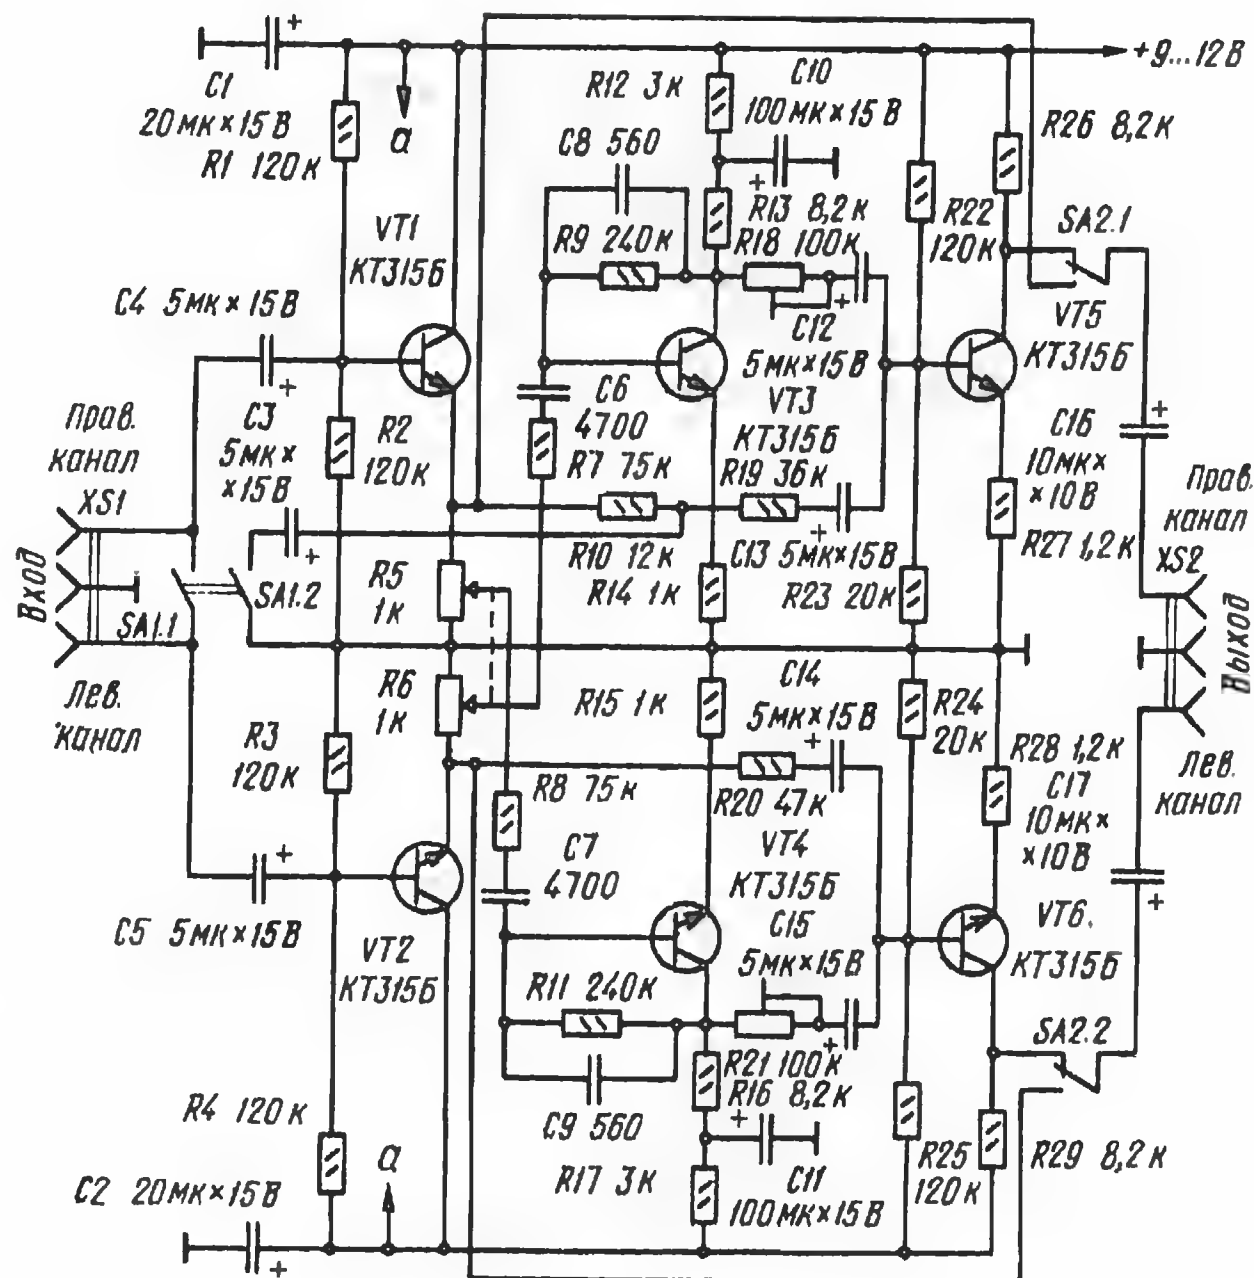 +9...12В
C1
20мк×15В
R1 120к
a
R12 3к
C10
100мк×15В
R26 8,2к
C8 560
VT1
КТ315Б
R9 240к
R13 8,2к
R18 100к
R22
120к
SA2.1
C4 5мк×15В
C12
5мк×15В
VT5
КТ315Б
Прав.
канал
XS1
C3
5мк×
×15В
R2
120к
C6
4700
R7 75к
VT3
КТ315Б
R19 36к
C16
10мк×
×10В
Прав.
канал
XS2
Вход
SA1.1
SA1.2
R5
1к
R10 12к
R14 1к
C13 5мк×15В
R23 20к
R27 1,2к
Выход
Лев.
канал
R3
120к
R6
1к
R15 1к
C14
5мк×15В
R24
20к
R28 1,2к
C17
10мк×
×10В
Лев.
канал
R8 75к
R20 47к
C7
4700
VT4
КТ315Б
C5 5мк×15В
VT2
КТ315Б
C15
5мк×15В
VT6.
КТ315Б
R11 240к
R21 100к
R16 8,2к
SA2.2
R4 120к
C9 560
a
R17 3к
C11
100мк×15В
R25
120к
R29 8,2к
C2 20мк×15В